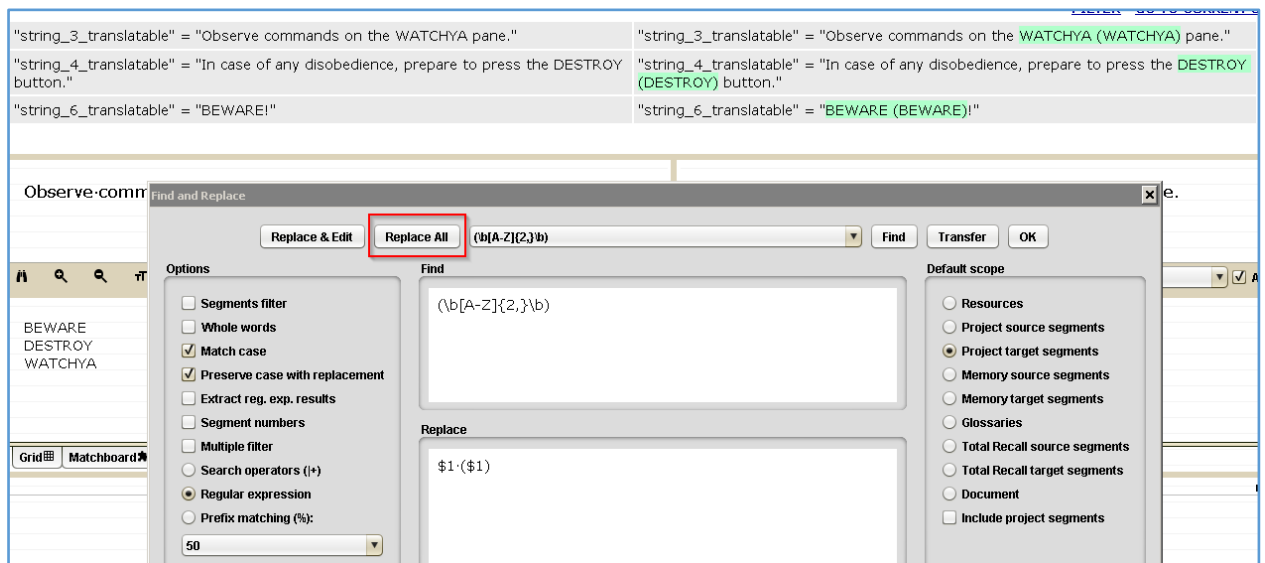 FILTER GO TO CURRENT
"string_3_translatable" = "Observe commands on the WATCHYA pane."
"string_3_translatable" = "Observe commands on the WATCHYA (WATCHYA) pane."
"string_4_translatable" = "In case of any disobedience, prepare to press the DESTROY
button."
"string_4_translatable" = "In case of any disobedience, prepare to press the DESTROY
(DESTROY) button."
"string_6_translatable" = "BEWARE!"
"string_6_translatable" = "BEWARE (BEWARE)!"
Observe·comm
e.
Find and Replace
Replace & Edit
Replace All
(\b[A-Z]{2,}\b)
Find
Transfer
OK
BEWARE
DESTROY
WATCHYA
Options
Segments filter
Whole words
Match case
Preserve case with replacement
Extract reg. exp. results
Segment numbers
Multiple filter
Search operators (|+)
Regular expression
Prefix matching (%):
50
Find
(\b[A-Z]{2,}\b)
Replace
$1·($1)
Default scope
Resources
Project source segments
Project target segments
Memory source segments
Memory target segments
Glossaries
Total Recall source segments
Total Recall target segments
Document
Include project segments
Grid
Matchboard